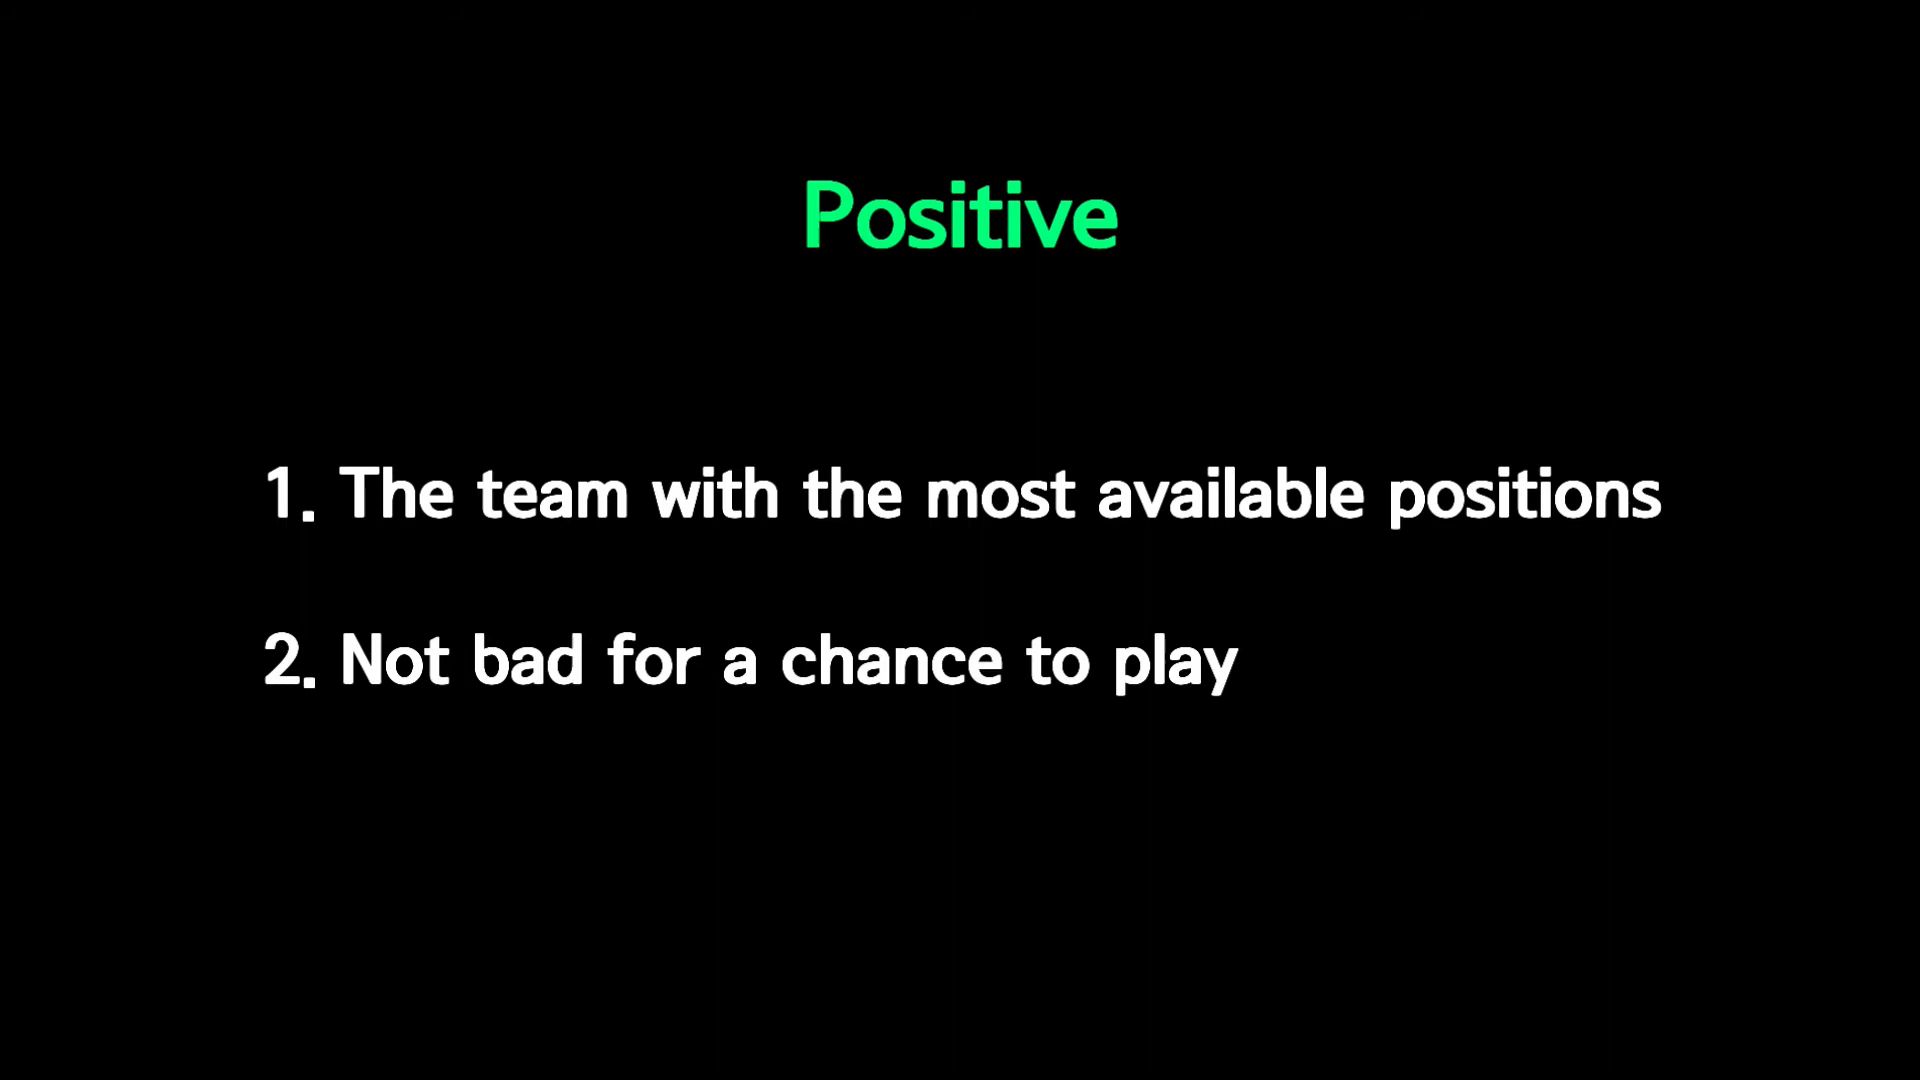 Positive
1. The team with the most available positions
2. Not bad for a chance to play